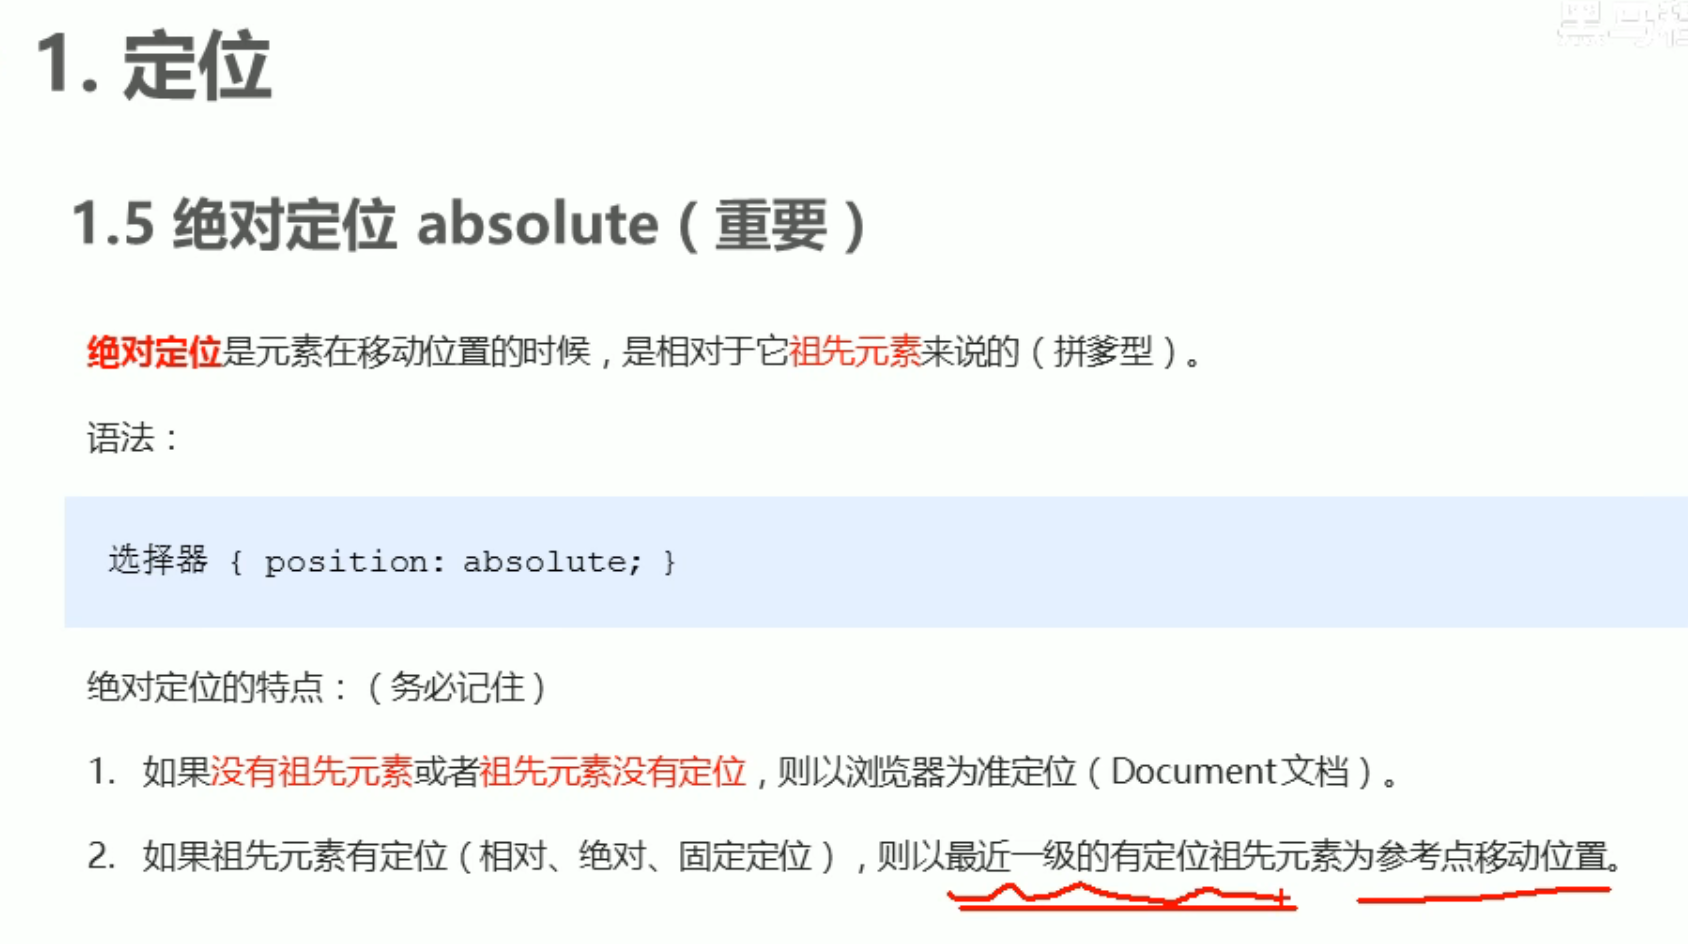 黑马程
1. 定位
1.5 绝对定位 absolute（重要）
绝对定位是元素在移动位置的时候，是相对于它祖先元素来说的（拼爹型）。
语法：
选择器 { position: absolute; }
绝对定位的特点：（务必记住）
1. 如果没有祖先元素或者祖先元素没有定位，则以浏览器为准定位（Document文档）。
2. 如果祖先元素有定位（相对、绝对、固定定位），则以最近一级的有定位祖先元素为参考点移动位置。